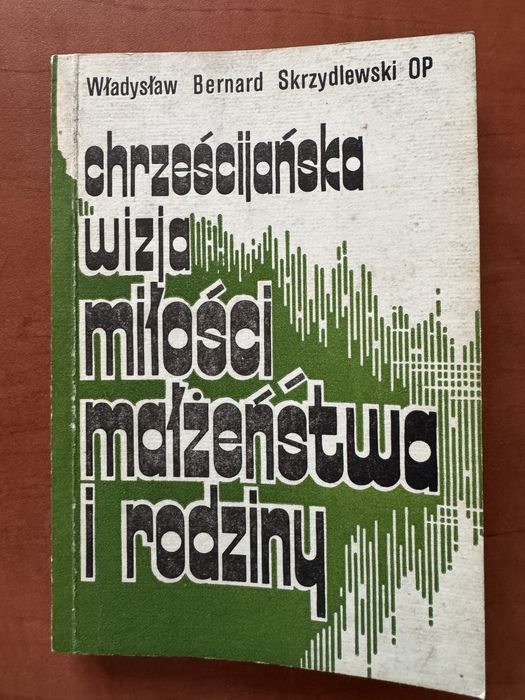 Władysław Bernard Skrzydlewski OP
chrześcijańska
wizja
miłości
małżeństwa
i rodziny